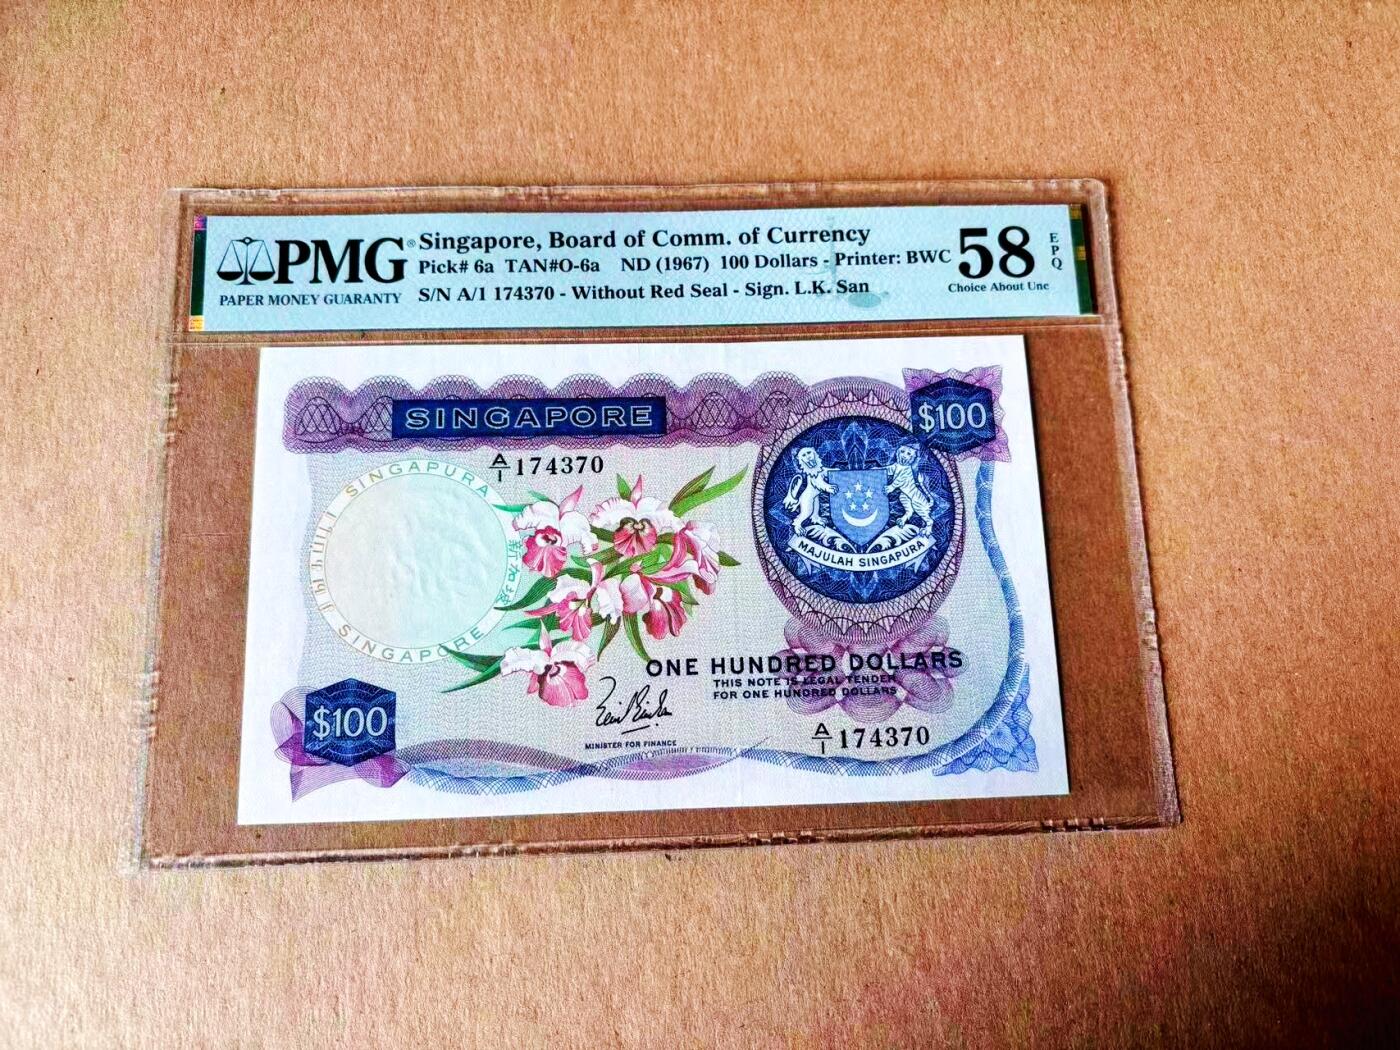 PMG®
PAPER MONEY GUARANTY
Singapore, Board of Comm. of Currency
Pick# 6a TAN#O-6a ND (1967) 100 Dollars - Printer: BWC
S/N A/1 174370 - Without Red Seal - Sign. L.K. San
58
EPQ
Choice About Unc
SINGAPORE
$100
A/1 174370
SINGAPURA
新加坡
SINGAPORE
MAJULAH SINGAPURA
ONE HUNDRED DOLLARS
THIS NOTE IS LEGAL TENDER
FOR ONE HUNDRED DOLLARS
$100
MINISTER FOR FINANCE
A/1 174370